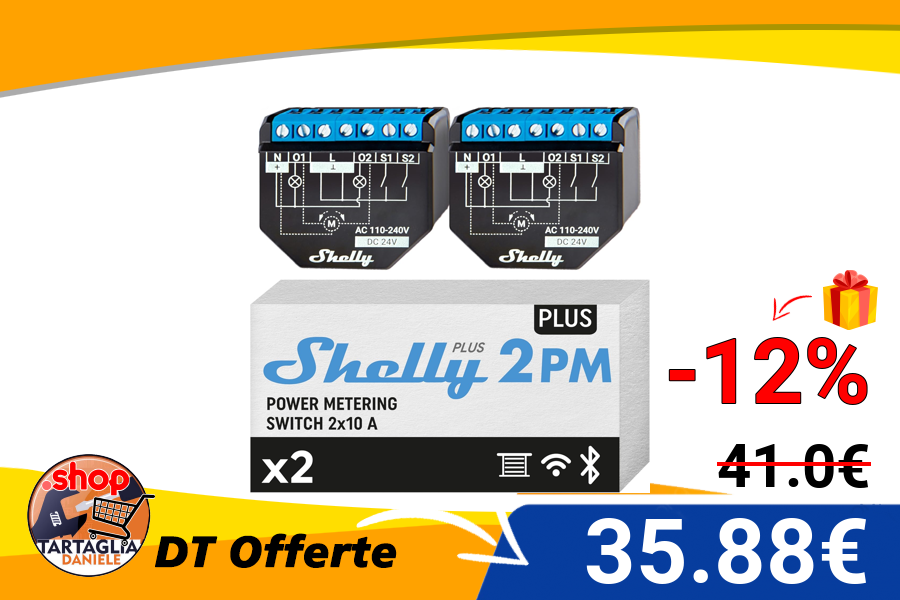 N O1 L O2 S1 S2
M
AC 110-240V
DC 24V
Shelly
N O1 L O2 S1 S2
M
AC 110-240V
DC 24V
Shelly
PLUS
Shelly PLUS 2PM
POWER METERING
SWITCH 2x10 A
x2
-12%
41.0€
35.88€
.shop
TARTAGLIA
DANIELE
DT Offerte